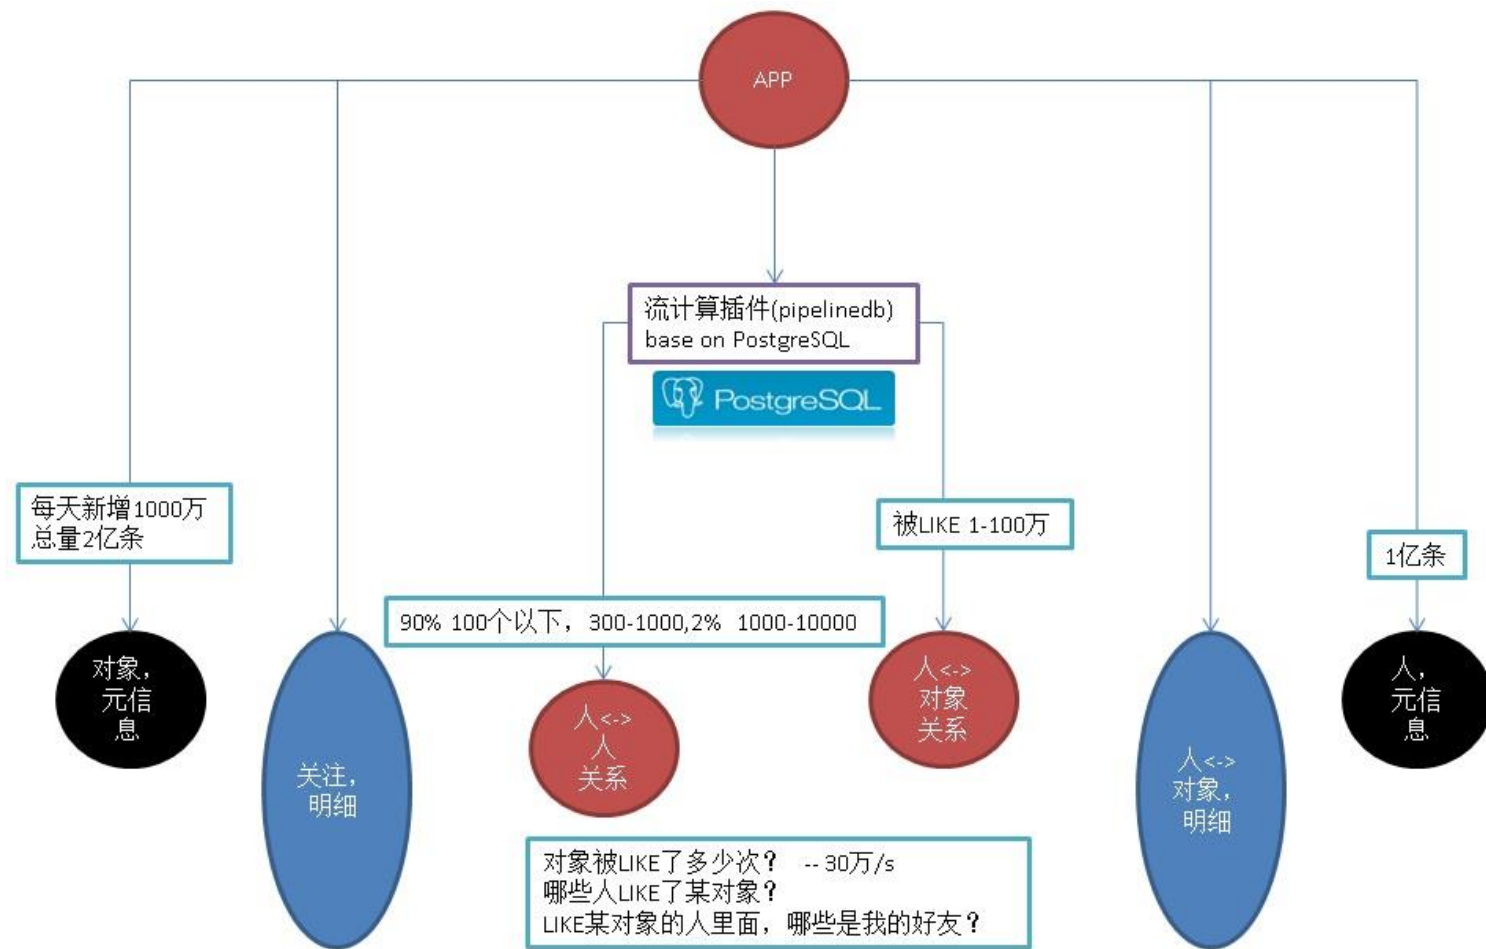 APP
流计算插件(pipelinedb)
base on PostgreSQL
PostgreSQL
每天新增1000万
总量2亿条
被LIKE 1-100万
1亿条
90% 100个以下，300-1000,2% 1000-10000
对象，
元信
息
关注，
明细
人<->
人
关系
人<->
对象
关系
人<->
对象，
明细
人，
元信
息
对象被LIKE了多少次？ -- 30万/s
哪些人LIKE了某对象？
LIKE某对象的人里面，哪些是我的好友？